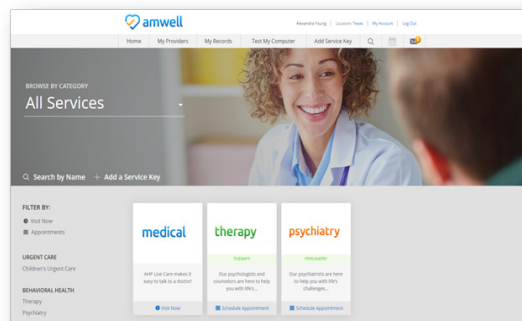 amwell
Alexandra Young Location: Texas My Account Log Out
Home My Providers My Records Test My Computer Add Service Key
BROWSE BY CATEGORY
All Services
Search by Name + Add a Service Key
FILTER BY:
Visit Now
Appointments
URGENT CARE
Children's Urgent Care
BEHAVIORAL HEALTH
Therapy
Psychiatry
medical
AHP Live Care makes it
easy to talk to a doctor!
Visit Now
therapy
THERAPY
Our psychologists and
counselors are here to help
you with life's...
Schedule Appointment
psychiatry
PSYCHIATRY
Our psychiatrists are here
to help you with life's
challenges...
Schedule Appointment